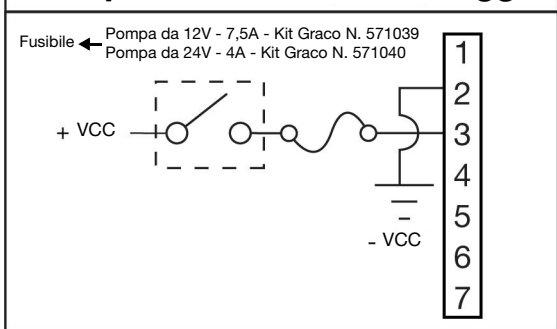 Fusibile
Pompa da 12V - 7,5A - Kit Graco N. 571039
Pompa da 24V - 4A - Kit Graco N. 571040
1
2
+ VCC
3
4
5
- VCC
6
7